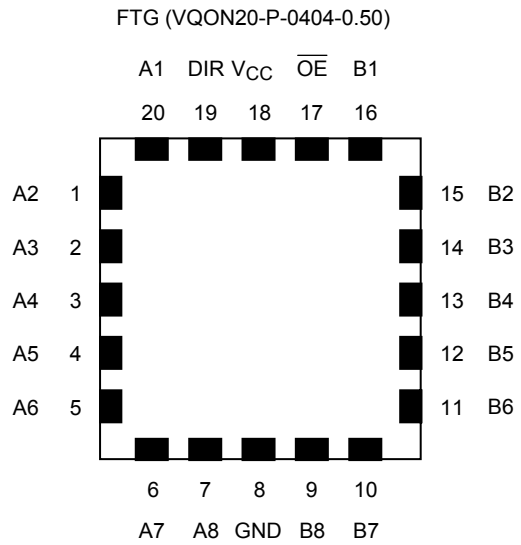 FTG (VQON20-P-0404-0.50)
A1 DIR VCC OE B1
20 19 18 17 16
A2 1 15 B2
A3 2 14 B3
A4 3 13 B4
A5 4 12 B5
A6 5 11 B6
6 7 8 9 10
A7 A8 GND B8 B7